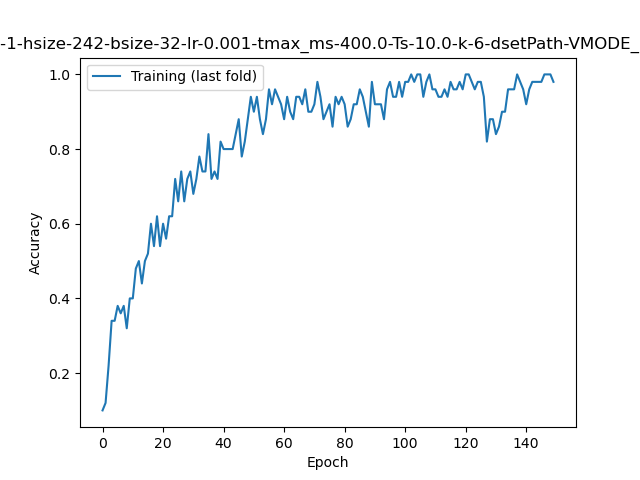 -1-hsize-242-bsize-32-lr-0.001-tmax_ms-400.0-Ts-10.0-k-6-dsetPath-VMODE_
Training (last fold)
1.0
0.8
0.6
0.4
0.2
Accuracy
0 20 40 60 80 100 120 140
Epoch